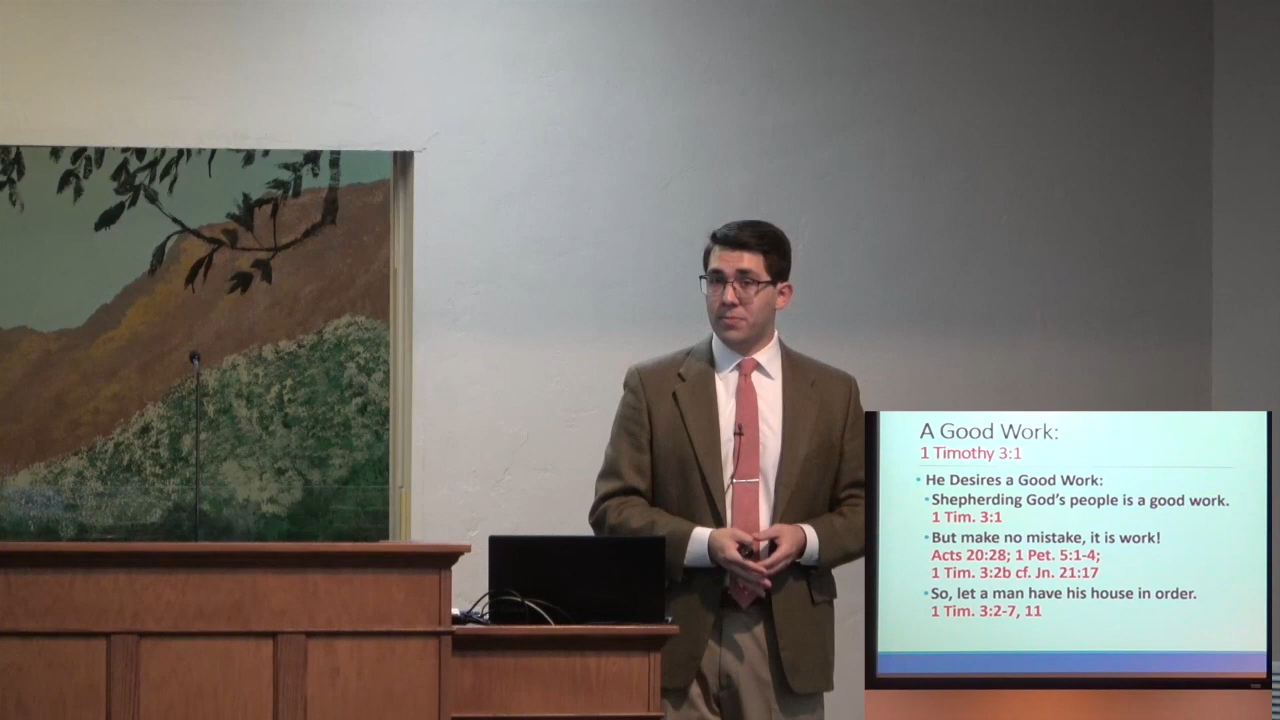 A Good Work:
1 Timothy 3:1
• He Desires a Good Work:
• Shepherding God's people is a good work.
1 Tim. 3:1
• But make no mistake, it is work!
Acts 20:28; 1 Pet. 5:1-4;
1 Tim. 3:2b cf. Jn. 21:17
• So, let a man have his house in order.
1 Tim. 3:2-7, 11